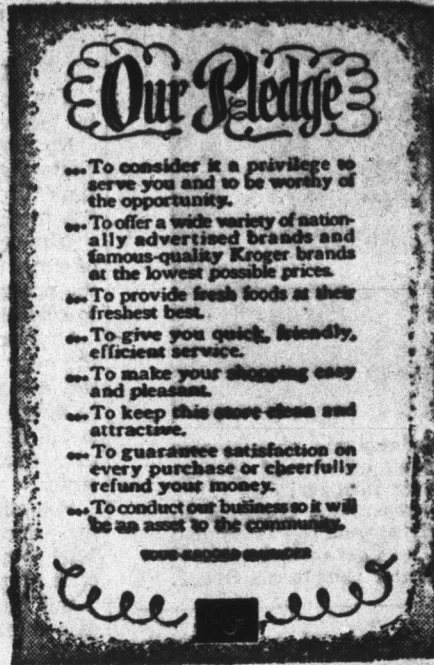 Our Pledge
...To consider it a privilege to
serve you and to be worthy of
the opportunity.
...To offer a wide variety of nation-
ally advertised brands and
famous-quality Kroger brands
at the lowest possible prices.
...To provide fresh foods at their
freshest best.
...To give you quick, friendly,
efficient service.
...To make your shopping easy
and pleasant.
...To keep this store clean and
attractive.
...To guarantee satisfaction on
every purchase or cheerfully
refund your money.
...To conduct our business so it will
be an asset to the community.
YOUR KROGER MANAGER